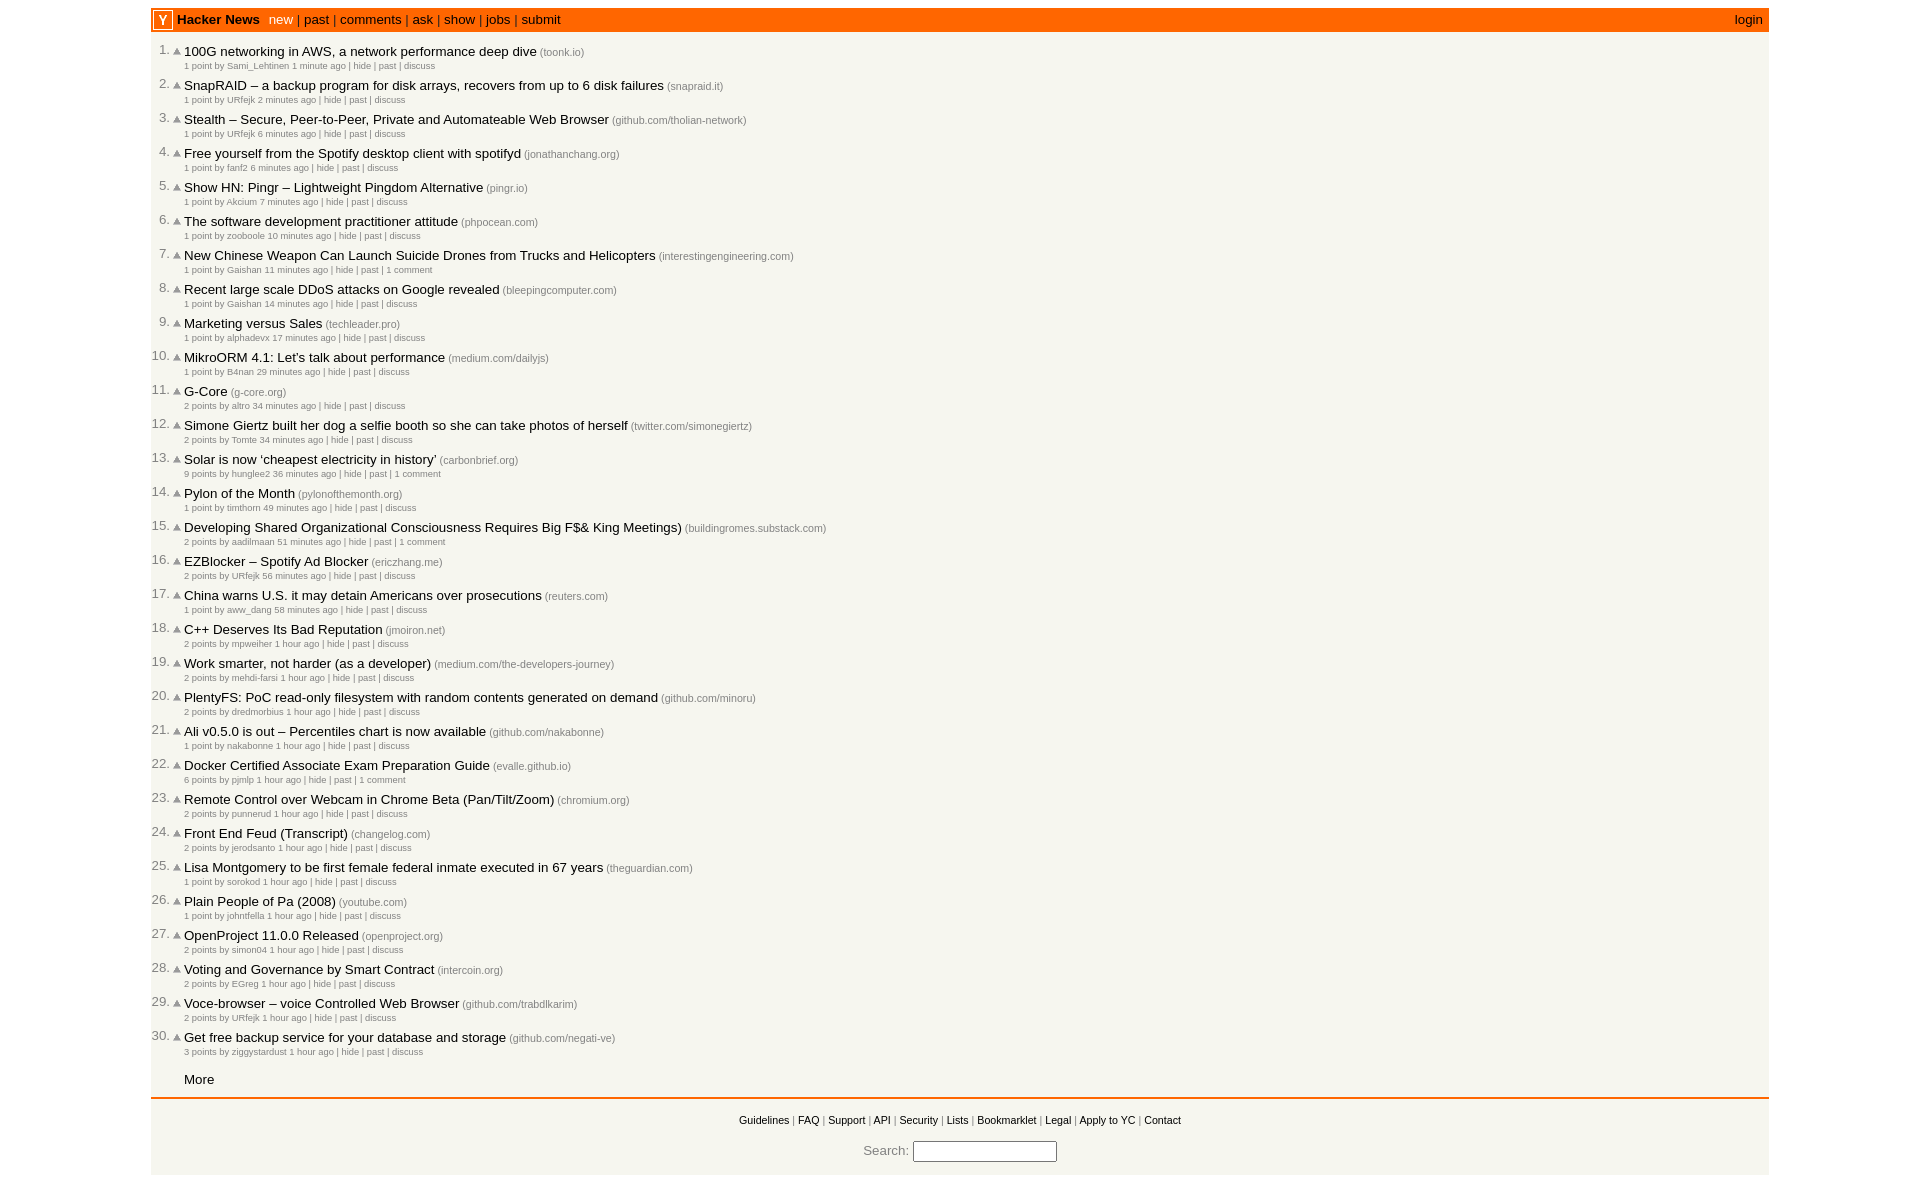 Y Hacker News new | past | comments | ask | show | jobs | submit login
1. 100G networking in AWS, a network performance deep dive (toonk.io)
1 point by Sami_Lehtinen 1 minute ago | hide | past | discuss
2. SnapRAID – a backup program for disk arrays, recovers from up to 6 disk failures (snapraid.it)
1 point by URfejk 2 minutes ago | hide | past | discuss
3. Stealth – Secure, Peer-to-Peer, Private and Automateable Web Browser (github.com/tholian-network)
1 point by URfejk 6 minutes ago | hide | past | discuss
4. Free yourself from the Spotify desktop client with spotifyd (jonathanchang.org)
1 point by fanf2 6 minutes ago | hide | past | discuss
5. Show HN: Pingr – Lightweight Pingdom Alternative (pingr.io)
1 point by Akcium 7 minutes ago | hide | past | discuss
6. The software development practitioner attitude (phpocean.com)
1 point by zooboole 10 minutes ago | hide | past | discuss
7. New Chinese Weapon Can Launch Suicide Drones from Trucks and Helicopters (interestingengineering.com)
1 point by Gaishan 11 minutes ago | hide | past | 1 comment
8. Recent large scale DDoS attacks on Google revealed (bleepingcomputer.com)
1 point by Gaishan 14 minutes ago | hide | past | discuss
9. Marketing versus Sales (techleader.pro)
1 point by alphadevx 17 minutes ago | hide | past | discuss
10. MikroORM 4.1: Let’s talk about performance (medium.com/dailyjs)
1 point by B4nan 29 minutes ago | hide | past | discuss
11. G-Core (g-core.org)
2 points by altro 34 minutes ago | hide | past | discuss
12. Simone Giertz built her dog a selfie booth so she can take photos of herself (twitter.com/simonegiertz)
2 points by Tomte 34 minutes ago | hide | past | discuss
13. Solar is now ‘cheapest electricity in history’ (carbonbrief.org)
9 points by hunglee2 36 minutes ago | hide | past | 1 comment
14. Pylon of the Month (pylonofthemonth.org)
1 point by timthorn 49 minutes ago | hide | past | discuss
15. Developing Shared Organizational Consciousness Requires Big F$& King Meetings) (buildingromes.substack.com)
2 points by aadilmaan 51 minutes ago | hide | past | 1 comment
16. EZBlocker – Spotify Ad Blocker (ericzhang.me)
2 points by URfejk 56 minutes ago | hide | past | discuss
17. China warns U.S. it may detain Americans over prosecutions (reuters.com)
1 point by aww_dang 58 minutes ago | hide | past | discuss
18. C++ Deserves Its Bad Reputation (jmoiron.net)
2 points by mpweiher 1 hour ago | hide | past | discuss
19. Work smarter, not harder (as a developer) (medium.com/the-developers-journey)
2 points by mehdi-farsi 1 hour ago | hide | past | discuss
20. PlentyFS: PoC read-only filesystem with random contents generated on demand (github.com/minoru)
2 points by dredmorbius 1 hour ago | hide | past | discuss
21. Ali v0.5.0 is out – Percentiles chart is now available (github.com/nakabonne)
1 point by nakabonne 1 hour ago | hide | past | discuss
22. Docker Certified Associate Exam Preparation Guide (evalle.github.io)
6 points by pjmlp 1 hour ago | hide | past | 1 comment
23. Remote Control over Webcam in Chrome Beta (Pan/Tilt/Zoom) (chromium.org)
2 points by punnerud 1 hour ago | hide | past | discuss
24. Front End Feud (Transcript) (changelog.com)
2 points by jerodsanto 1 hour ago | hide | past | discuss
25. Lisa Montgomery to be first female federal inmate executed in 67 years (theguardian.com)
1 point by sorokod 1 hour ago | hide | past | discuss
26. Plain People of Pa (2008) (youtube.com)
1 point by johntfella 1 hour ago | hide | past | discuss
27. OpenProject 11.0.0 Released (openproject.org)
2 points by simon04 1 hour ago | hide | past | discuss
28. Voting and Governance by Smart Contract (intercoin.org)
2 points by EGreg 1 hour ago | hide | past | discuss
29. Voce-browser – voice Controlled Web Browser (github.com/trabdlkarim)
2 points by URfejk 1 hour ago | hide | past | discuss
30. Get free backup service for your database and storage (github.com/negati-ve)
3 points by ziggystardust 1 hour ago | hide | past | discuss
More
Guidelines | FAQ | Support | API | Security | Lists | Bookmarklet | Legal | Apply to YC | Contact
Search: